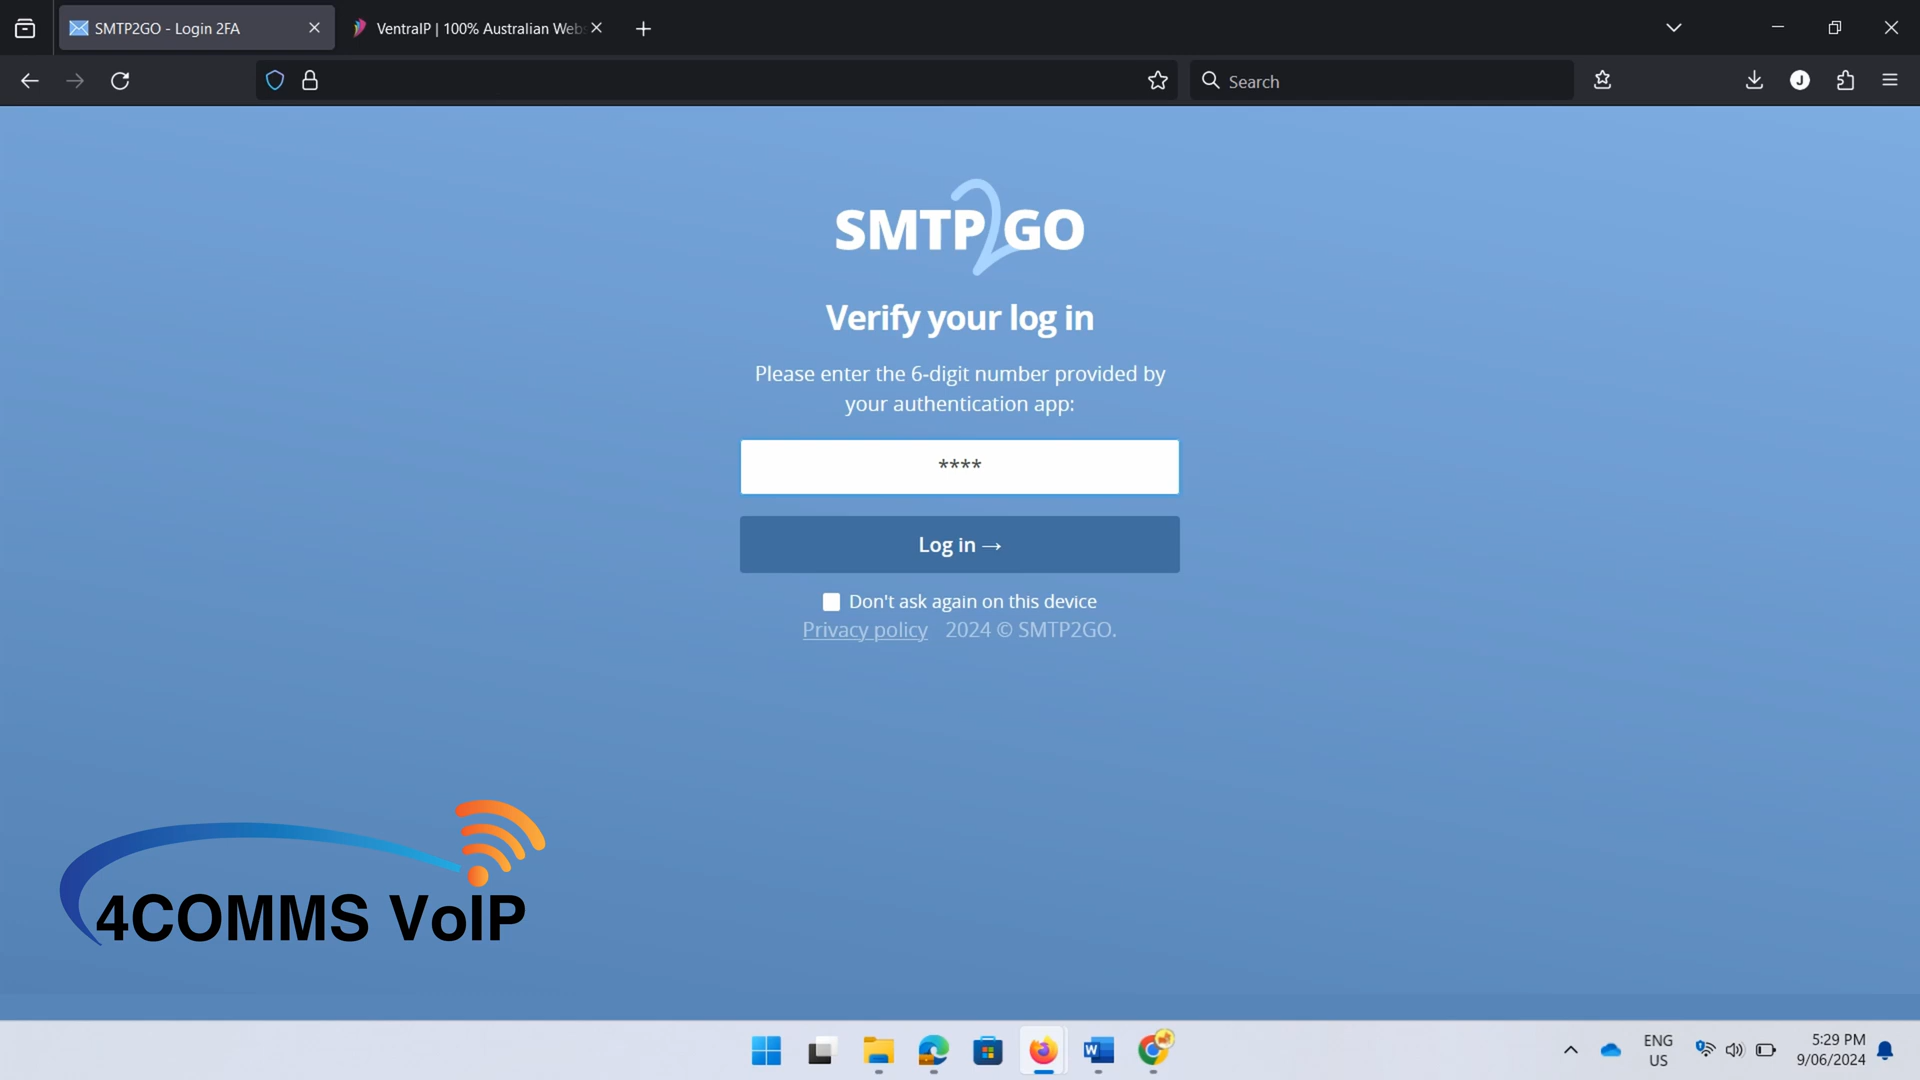 SMTP2GO - Login 2FA
VentraIP | 100% Australian Web
Search
J
SMTP2GO
Verify your log in
Please enter the 6-digit number provided by
your authentication app:
****
Log in →
Don't ask again on this device
Privacy policy 2024 © SMTP2GO.
4COMMS VoIP
W
ENG
US
5:29 PM
9/06/2024